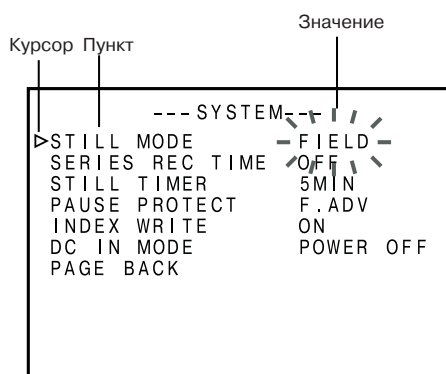 Значение
Курсор Пункт
---SYSTEM---
STILL MODE FIELD
SERIES REC TIME OFF
STILL TIMER 5MIN
PAUSE PROTECT F.ADV
INDEX WRITE ON
DC IN MODE POWER OFF
PAGE BACK